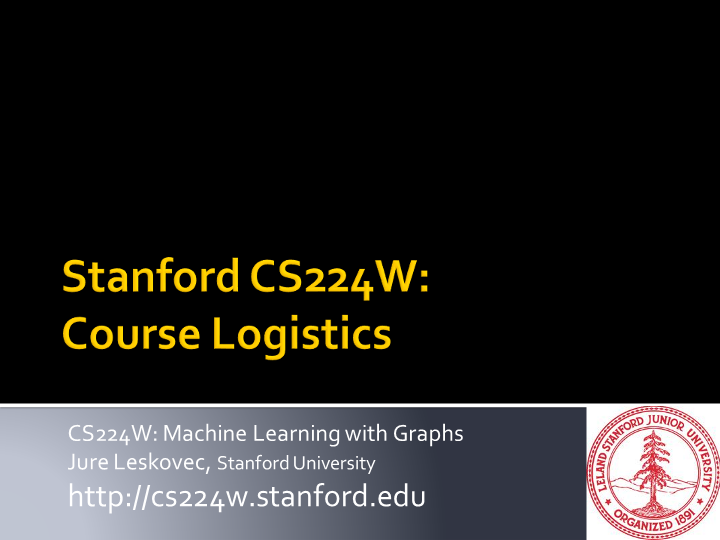 Stanford CS224W:
Course Logistics
CS224W: Machine Learning with Graphs
Jure Leskovec, Stanford University
http://cs224w.stanford.edu
LELAND STANFORD JUNIOR UNIVERSITY
ORGANIZED 1891